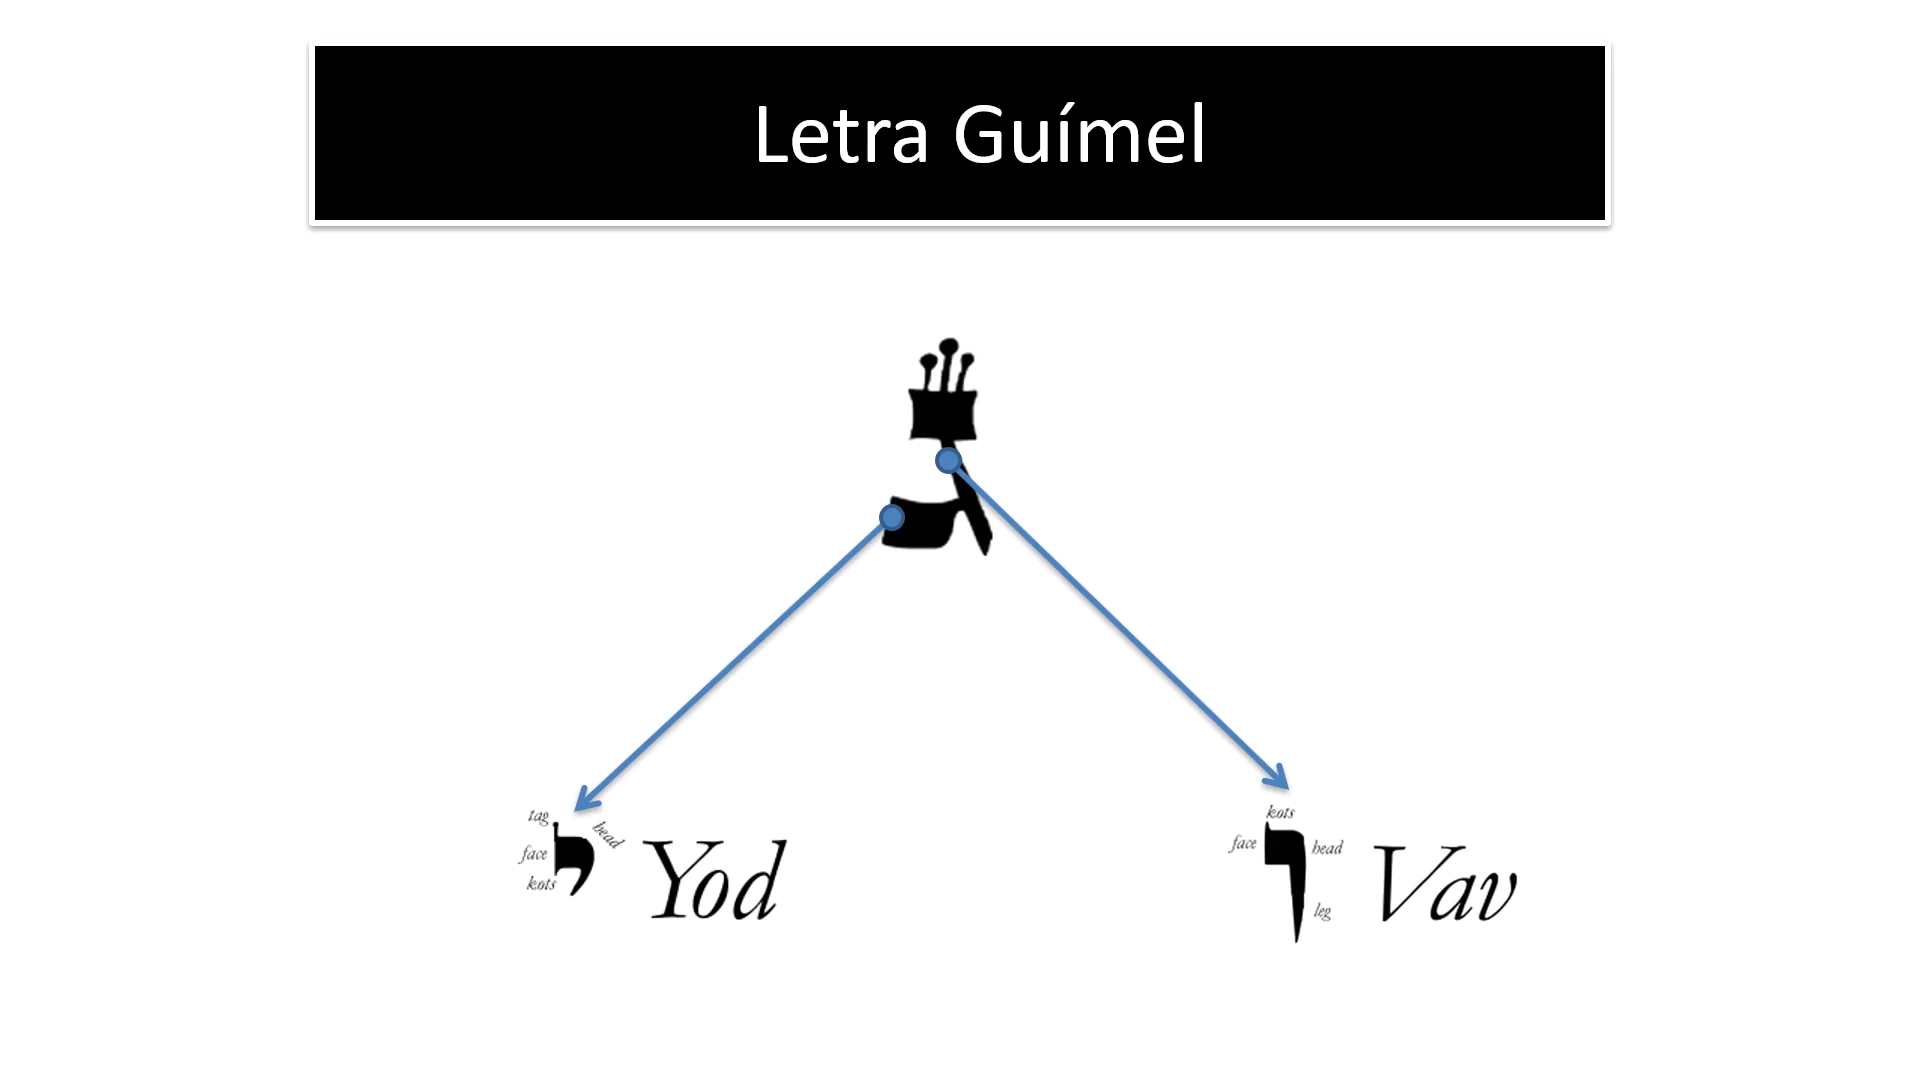 Letra Guímel
ג
tag
head
face
kots
י
Yod
kots
face
head
leg
ו
Vav